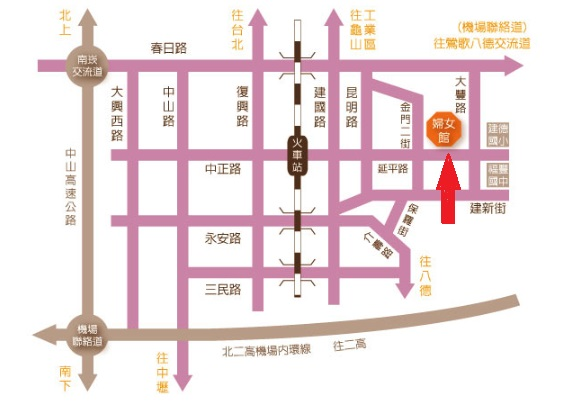 北上
往台北
往龜山
工業區
(機場聯絡道)
往鶯歌八德交流道
春日路
南崁
交流道
大興西路
中山路
復興路
建國路
昆明路
金門二街
大豐路
婦女
館
建德
國小
火車站
中正路
延平路
福豐
國中
中山高速公路
建新街
保羅街
永安路
介壽路
往八德
三民路
機場
聯絡道
北二高機場內環線
往二高
南下
往中壢